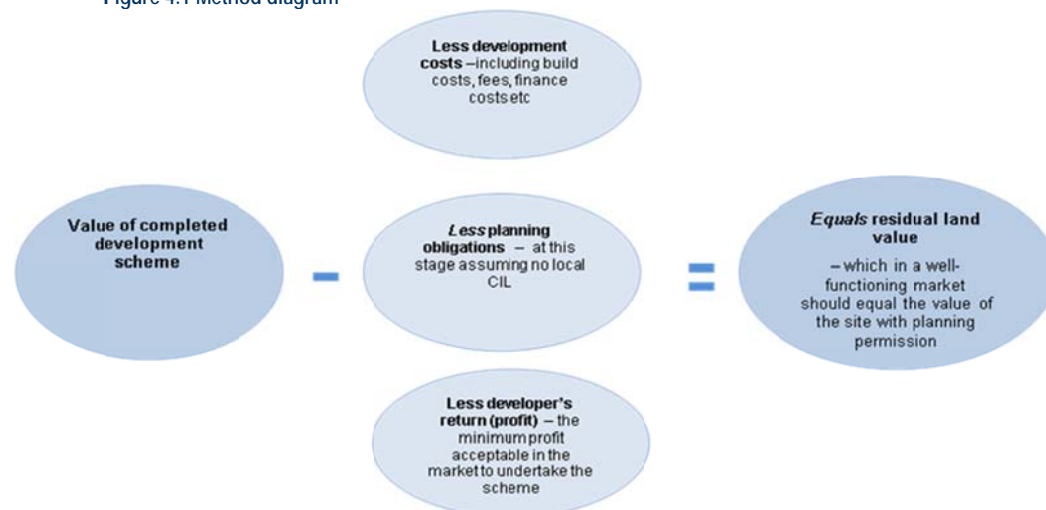 Figure 4.1 Method diagram
Less development
costs –including build
costs, fees, finance
costs etc
Value of completed
development
scheme
Less planning
obligations – at this
stage assuming no local
CIL
Equals residual land
value
– which in a well-
functioning market
should equal the value of
the site with planning
permission
Less developer's
return (profit) – the
minimum profit
acceptable in the
market to undertake the
scheme